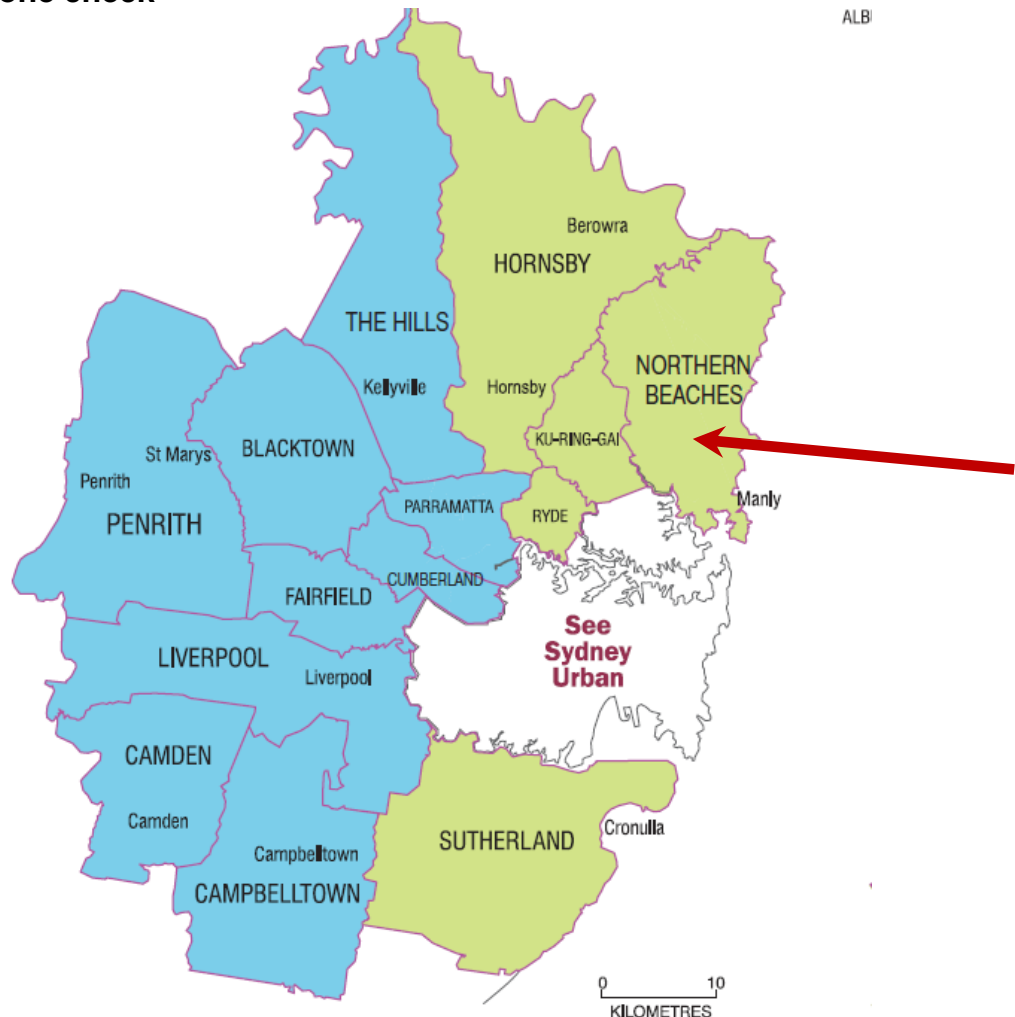 ALB
Berowra
HORNSBY
THE HILLS
NORTHERN
BEACHES
Kellyville
Hornsby
KU-RING-GAI
BLACKTOWN
St Marys
Penrith
PENRITH
PARRAMATTA
RYDE
Manly
CUMBERLAND
FAIRFIELD
See
Sydney
Urban
LIVERPOOL
Liverpool
CAMDEN
Camden
SUTHERLAND
Cronulla
Campbelltown
CAMPBELLTOWN
0 10
KILOMETRES